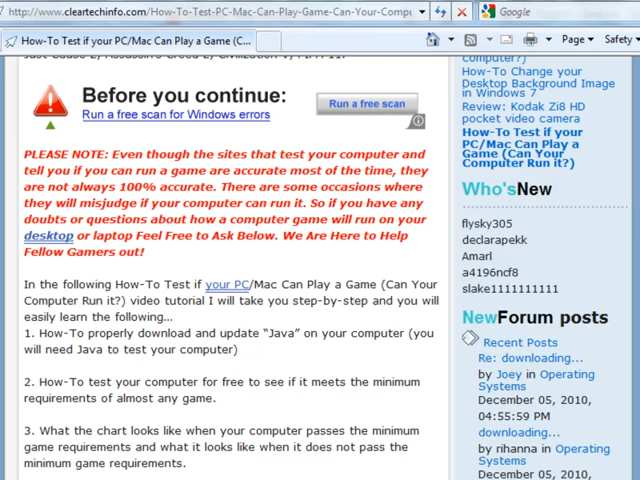 http://www.cleartechinfo.com/How-To-Test-PC-Mac-Can-Play-Game-Can-Your-Compu
Google
How-To Test if your PC/Mac Can Play a Game (C...
Page
Safety
Before you continue:
Run a free scan for Windows errors
Run a free scan
PLEASE NOTE: Even though the sites that test your computer and
tell you if you can run a game are accurate most of the time, they
are not always 100% accurate. There are some occasions where
they will misjudge if your computer can run it. So if you have any
doubts or questions about how a computer game will run on your
desktop or laptop Feel Free to Ask Below. We Are Here to Help
Fellow Gamers out!
In the following How-To Test if your PC/Mac Can Play a Game (Can Your
Computer Run it?) video tutorial I will take you step-by-step and you will
easily learn the following...
1. How-To properly download and update "Java" on your computer (you
will need Java to test your computer)
2. How-To test your computer for free to see if it meets the minimum
requirements of almost any game.
3. What the chart looks like when your computer passes the minimum
game requirements and what it looks like when it does not pass the
minimum game requirements.
computer?)
How-To Change your
Desktop Background Image
in Windows 7
Review: Kodak Zi8 HD
pocket video camera
How-To Test if your
PC/Mac Can Play a
Game (Can Your
Computer Run it?)
Who'sNew
flysky305
declarapekk
Amarl
a4196ncf8
slake1111111111
NewForum posts
Recent Posts
Re: downloading...
by Joey in Operating
Systems
December 05, 2010,
04:55:59 PM
downloading...
by rihanna in Operating
Systems
December 05, 2010,